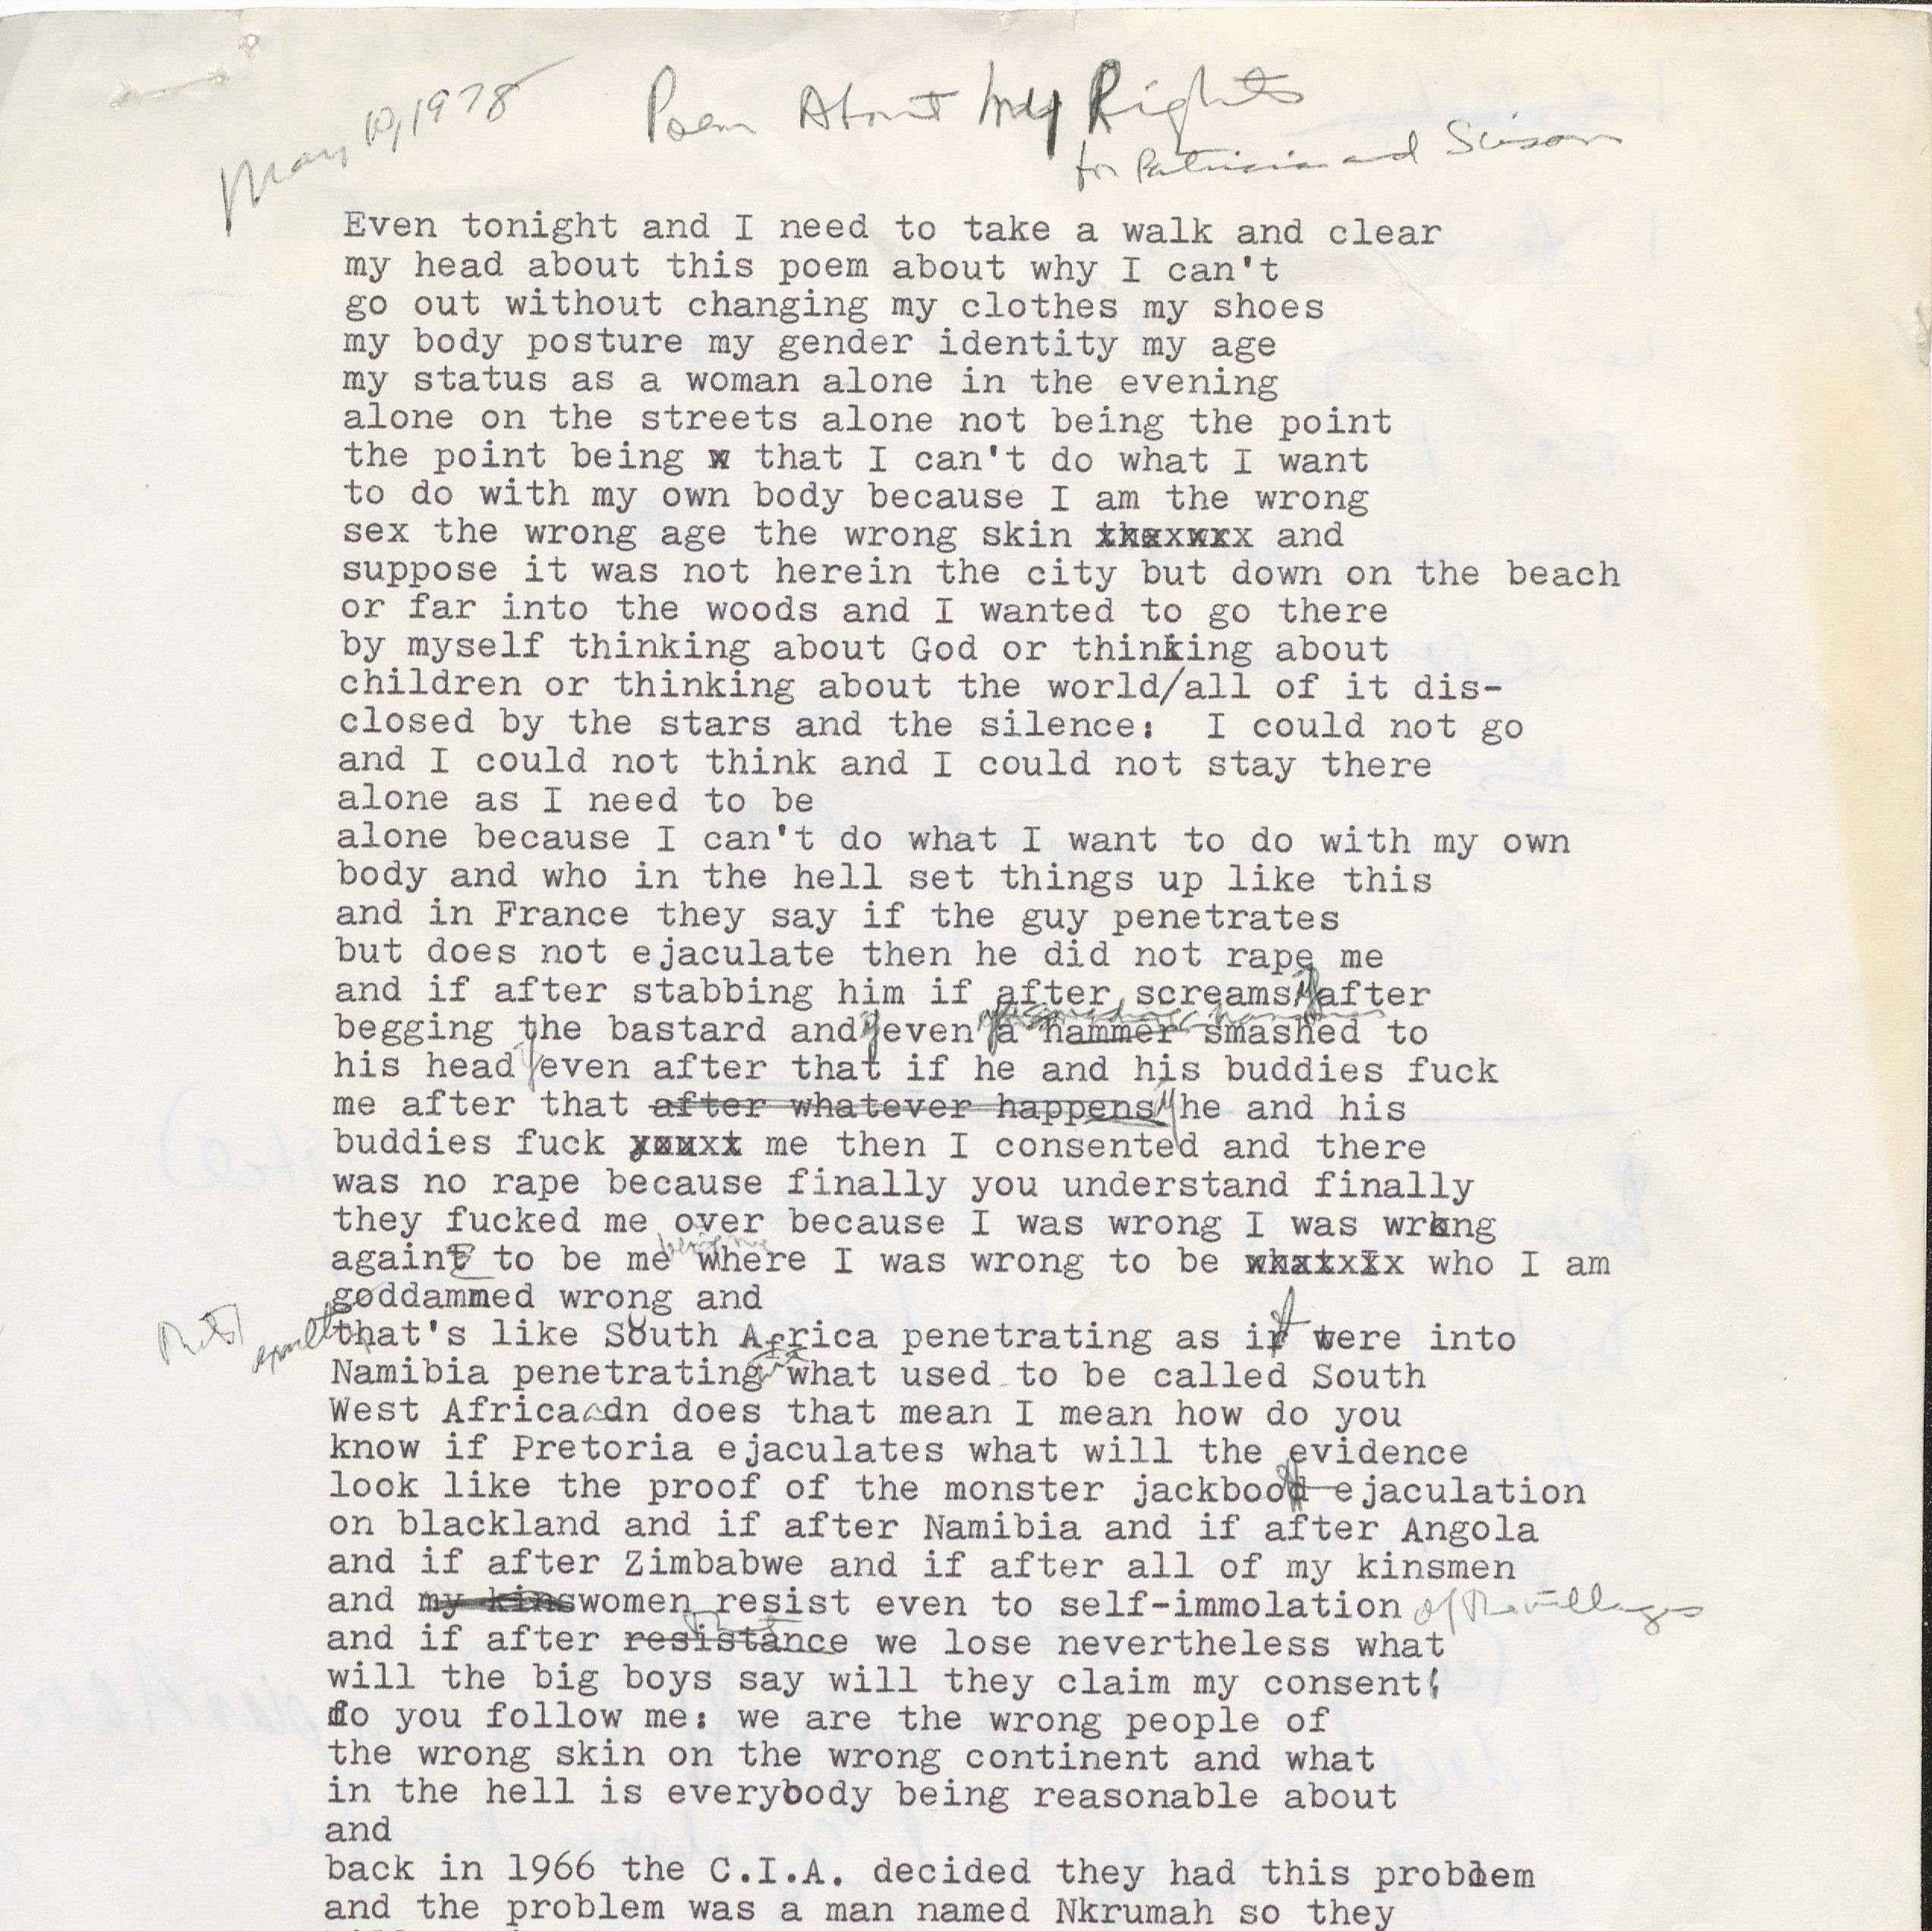 May 10, 1978
Poem About My Rights
for Patricia and
Even tonight and I need to take a walk and clear
my head about this poem about why I can't
go out without changing my clothes my shoes
my body posture my gender identity my age
my status as a woman alone in the evening
alone on the streets alone not being the point
the point being that I can't do what I want
to do with my own body because I am the wrong
sex the wrong age the wrong skin and
suppose it was not herein the city but down on the beach
or far into the woods and I wanted to go there
by myself thinking about God or thinking about
children or thinking about the world/all of it dis-
closed by the stars and the silence: I could not go
and I could not think and I could not stay there
alone as I need to be
alone because I can't do what I want to do with my own
body and who in the hell set things up like this
and in France they say if the guy penetrates
but does not ejaculate then he did not rape me
and if after stabbing him if after screams if after
begging the bastard and if even if a hammer smashed to
his head if even after that if he and his buddies fuck
me after that after whatever happens if he and his
buddies fuck me then I consented and there
was no rape because finally you understand finally
they fucked me over because I was wrong I was wrong
again to be me being where I was wrong to be who I am
goddammed wrong and
that's like South Africa penetrating as if it were into
Namibia penetrating into what used to be called South
West Africa adn does that mean I mean how do you
know if Pretoria ejaculates what will the evidence
look like the proof of the monster jackboot ejaculation
on blackland and if after Namibia and if after Angola
and if after Zimbabwe and if after all of my kinsmen
and my kinswomen resist even to self-immolation of the villages
and if after resistance that we lose nevertheless what
will the big boys say will they claim my consent:
do you follow me: we are the wrong people of
the wrong skin on the wrong continent and what
in the hell is everybody being reasonable about
and
back in 1966 the C.I.A. decided they had this problem
and the problem was a man named Nkrumah so they